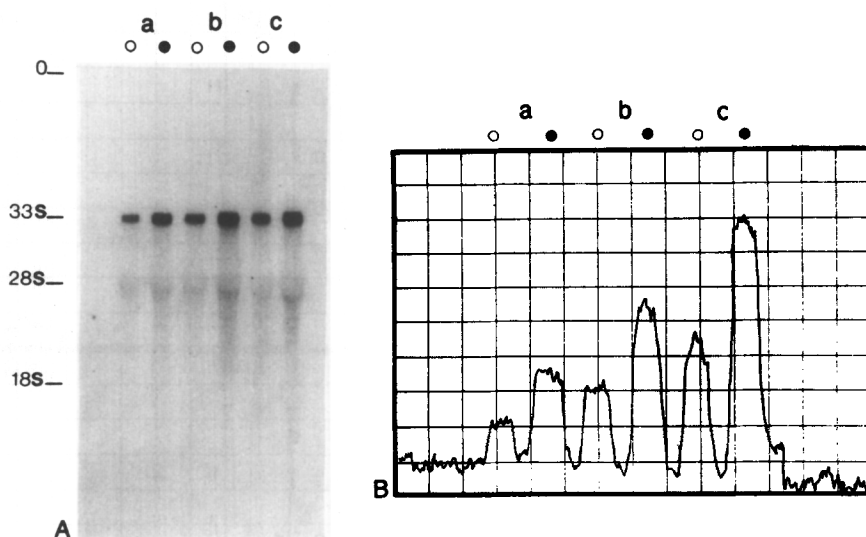 a b c
○ ● ○ ● ○ ●
0
33S
28S
18S
A
a b c
○ ● ○ ● ○ ●
B